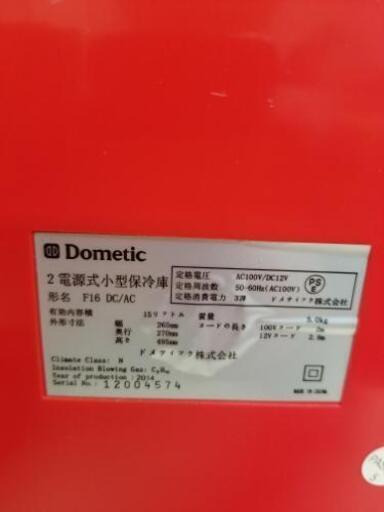 Dometic
2電源式小型保冷庫
形名 F16 DC/AC
定格電圧 AC100V/DC12V
定格周波数 50-60Hz(AC100V)
定格消費電力
ドメティック株式会社
PS
E
有効内容積 15リットル 質量 5.0kg
外形寸法 幅 260mm コードの長さ 100Vコード 2m
奥行 270mm 12Vコード
高さ 495mm ドメティック株式会社
Climate Class: N
Insulation Blowing Gas:
Year of production: 2014
Serial No.: 12004574
MADE IN CHINA